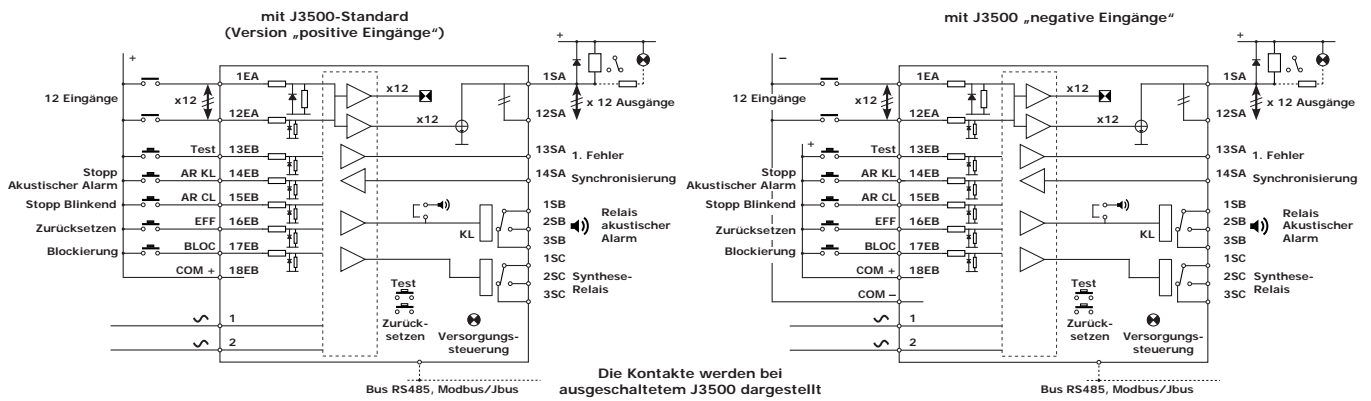 mit J3500-Standard
(Version „positive Eingänge“)
+
+
12 Eingänge
x12
1EA
12EA
x12
x12
1SA
x 12 Ausgänge
12SA
Test
13EB
13SA
1. Fehler
Stopp
Akustischer Alarm
AR KL
14EB
14SA
Synchronisierung
Stopp Blinkend
AR CL
15EB
1SB
Zurücksetzen
EFF
16EB
KL
2SB
Relais
akustischer
Alarm
Blockierung
BLOC
17EB
3SB
1SC
COM +
18EB
Test
2SC
Synthese-
Relais
3SC
1
Zurück-
setzen
Versorgungs-
steuerung
2
Bus RS485, Modbus/Jbus
mit J3500 „negative Eingänge“
–
+
12 Eingänge
x12
1EA
12EA
x12
x12
1SA
x 12 Ausgänge
12SA
+
Test
13EB
13SA
1. Fehler
Stopp
Akustischer Alarm
AR KL
14EB
14SA
Synchronisierung
Stopp Blinkend
AR CL
15EB
1SB
Zurücksetzen
EFF
16EB
KL
2SB
Relais
Akustischer
Alarm
Blockierung
BLOC
17EB
3SB
1SC
COM +
18EB
Test
2SC
Synthese-
Relais
COM –
3SC
1
Zurück-
setzen
Versorgungs-
steuerung
2
Bus RS485, Modbus/Jbus
Die Kontakte werden bei
ausgeschaltetem J3500 dargestellt